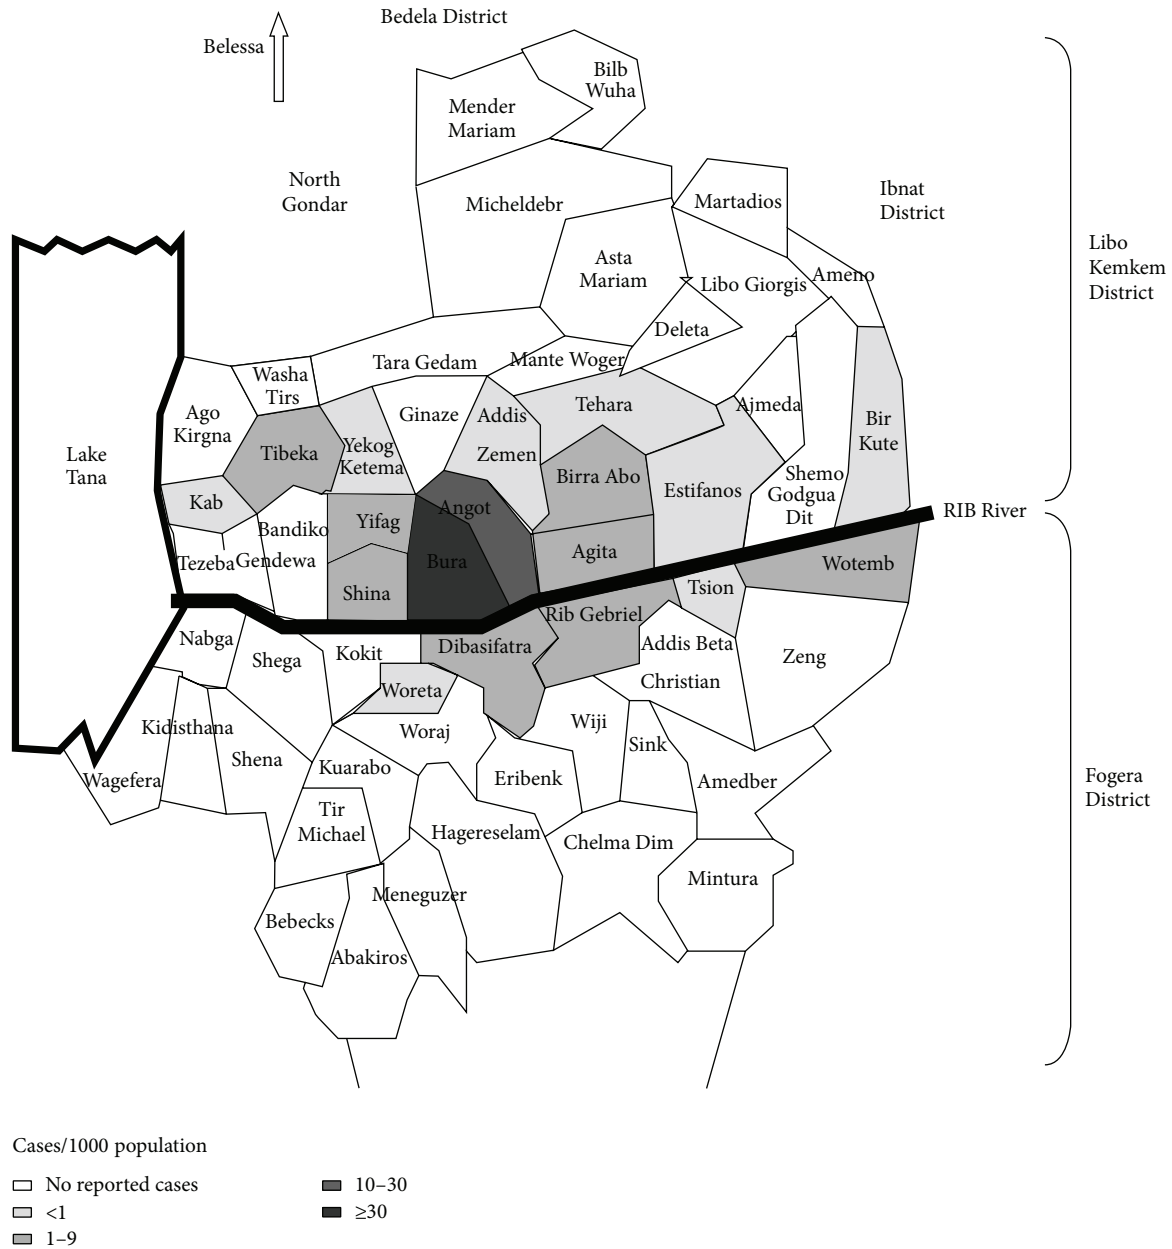 Bedela District
Belessa
Bilb
Wuha
Mender
Mariam
North
Gondar
Micheldebr
Martadios
Ibnat
District
Libo
Kemkem
District
Asta
Mariam
Libo Giorgis
Ameno
Deleta
Tara Gedam
Mante Woger
Washa
Tirs
Ago
Kirgna
Ginaze
Addis
Zemen
Tehara
Ajmeda
Bir
Kute
Lake
Tana
Tibeka
Yekog
Ketema
Birra Abo
Estifanos
Shemo
Godgua
Dit
Kab
Angot
RIB River
Bandiko
Yifag
Tezeba
Gendewa
Bura
Agita
Wotemb
Shina
Tsion
Rib Gebriel
Nabga
Shega
Kokit
Dibasifatra
Addis Beta
Christian
Zeng
Woreta
Kidisthana
Shena
Woraj
Wiji
Sink
Wagefera
Kuarabo
Eribenk
Amedber
Fogera
District
Tir
Michael
Hagereselam
Chelma Dim
Mintura
Meneguzer
Bebecks
Abakiros
Cases/1000 population
No reported cases
<1
1–9
10–30
≥30